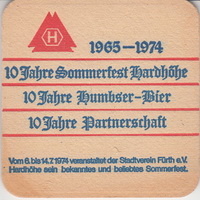 H
1965-1974
10 Jahre Sommerfest Hardhöhe
10 Jahre Humbser-Bier
10 Jahre Partnerschaft
Vom 6. bis 14.7.1974 veranstaltet der Stadtverein Fürth e.V.
Hardhöhe sein bekanntes und beliebtes Sommerfest.